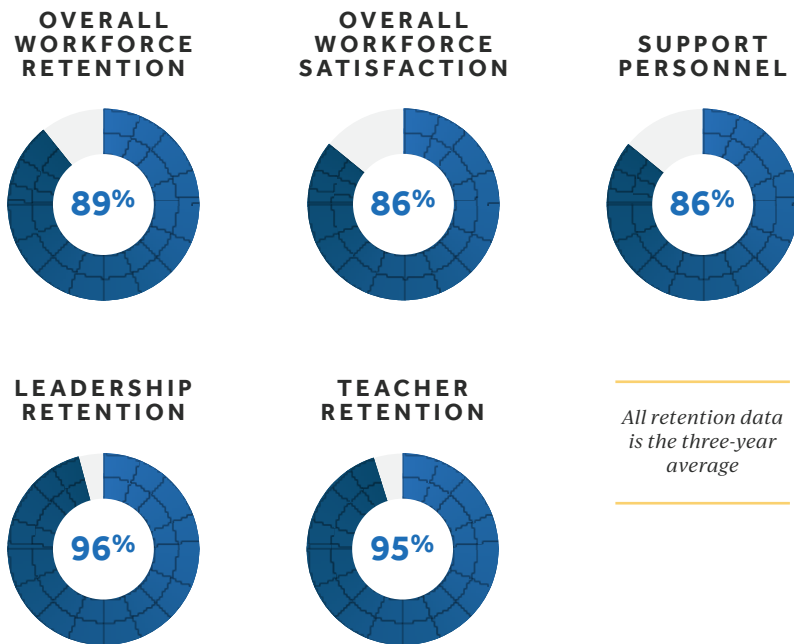 OVERALL
WORKFORCE
RETENTION
89%
OVERALL
WORKFORCE
SATISFACTION
86%
SUPPORT
PERSONNEL
86%
LEADERSHIP
RETENTION
96%
TEACHER
RETENTION
95%
All retention data
is the three-year
average